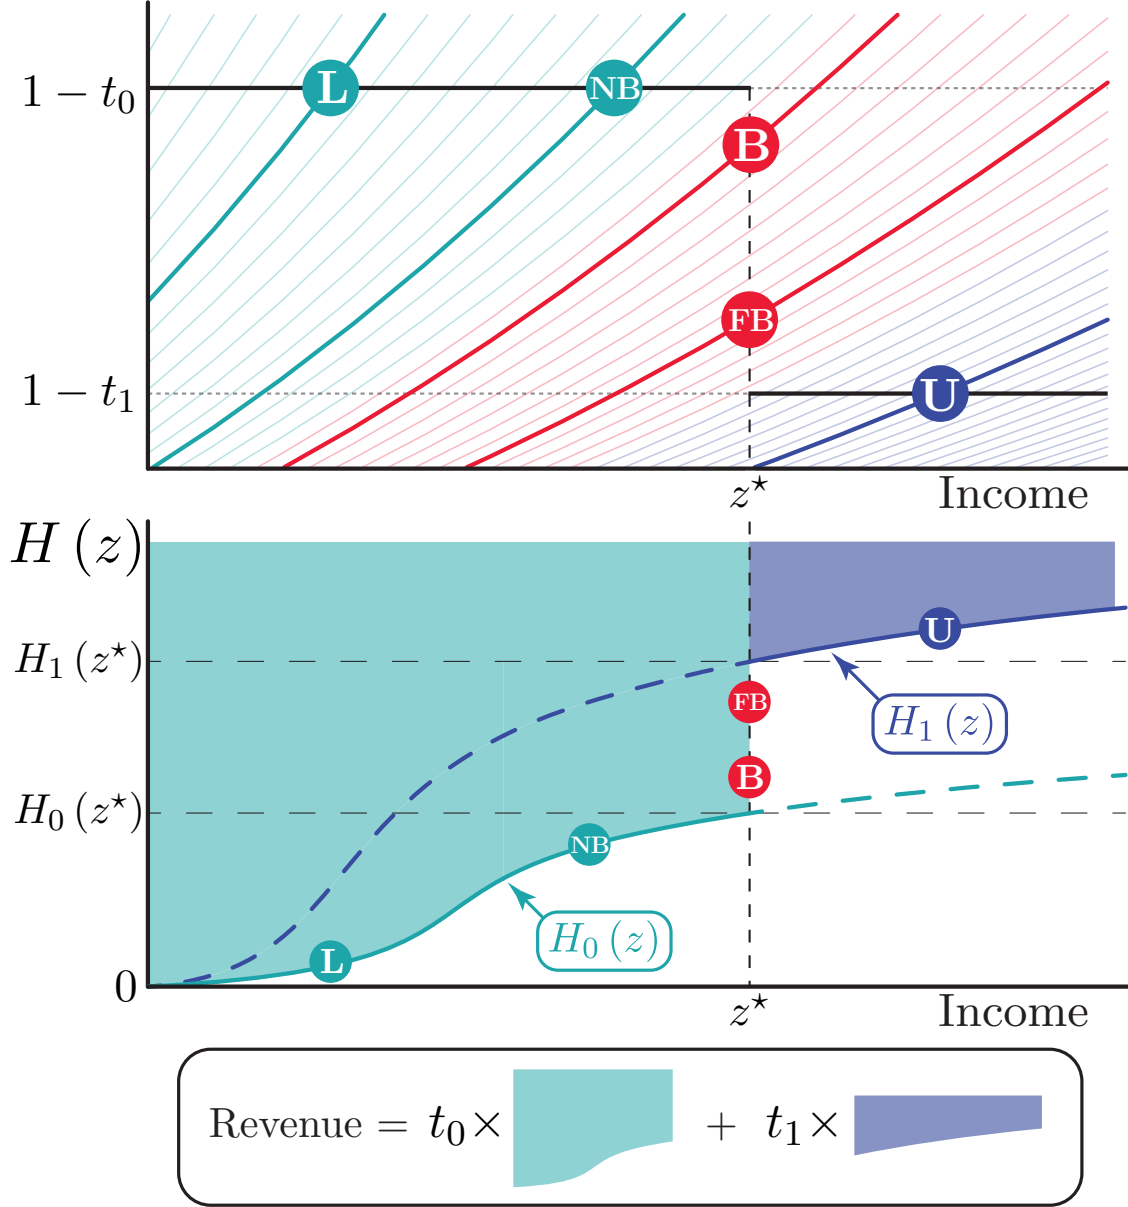 1 − t₀
L
NB
B
FB
1 − t₁
U
z⋆
Income
H (z)
U
H₁ (z⋆)
FB
H₁ (z)
B
H₀ (z⋆)
NB
H₀ (z)
L
0
z⋆
Income
Revenue = t₀× + t₁×